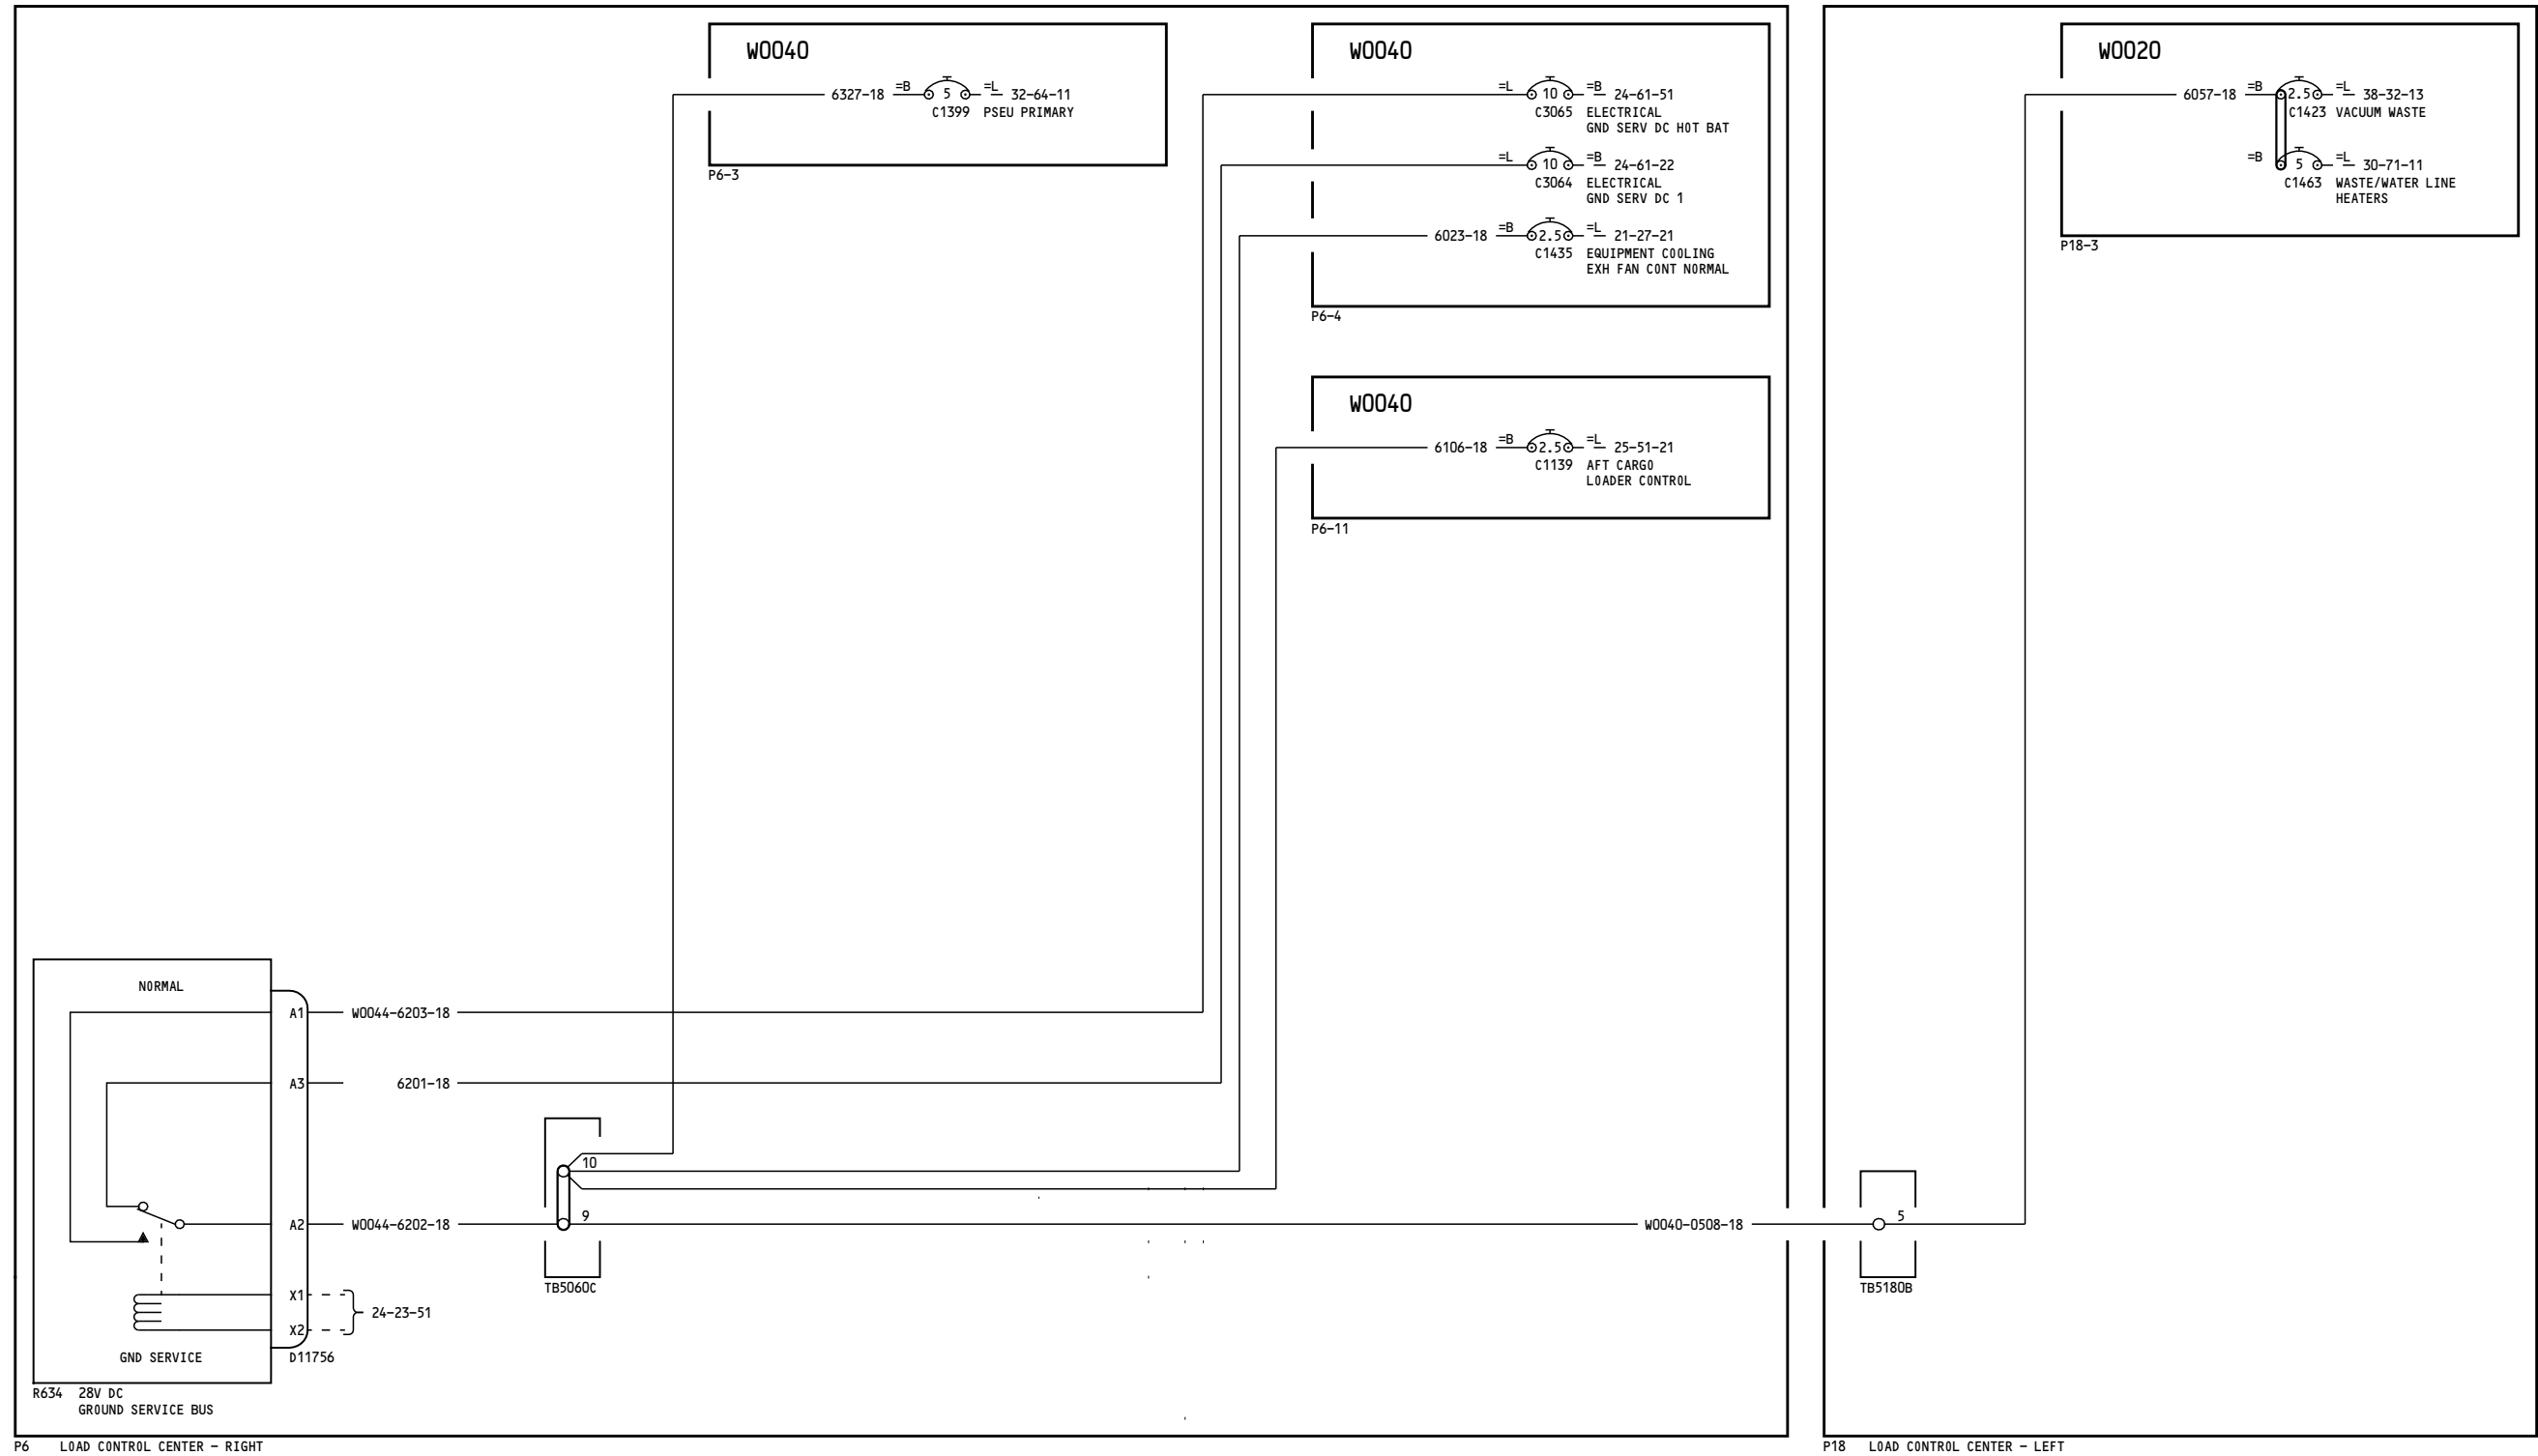 W0040
6327-18 =B 5 =L 32-64-11
C1399 PSEU PRIMARY
P6-3
W0040
=L 10 =B 24-61-51
C3065 ELECTRICAL
GND SERV DC HOT BAT
=L 10 =B 24-61-22
C3064 ELECTRICAL
GND SERV DC 1
6023-18 =B 2.5 =L 21-27-21
C1435 EQUIPMENT COOLING
EXH FAN CONT NORMAL
P6-4
W0040
6106-18 =B 2.5 =L 25-51-21
C1139 AFT CARGO
LOADER CONTROL
P6-11
W0020
6057-18 =B 2.5 =L 38-32-13
C1423 VACUUM WASTE
=B 5 =L 30-71-11
C1463 WASTE/WATER LINE
HEATERS
P18-3
NORMAL
A1 W0044-6203-18
A3 6201-18
10
9
A2 W0044-6202-18
W0040-0508-18
5
TB5060C
TB5180B
X1
24-23-51
X2
GND SERVICE
D11756
R634 28V DC
GROUND SERVICE BUS
P6 LOAD CONTROL CENTER - RIGHT
P18 LOAD CONTROL CENTER - LEFT